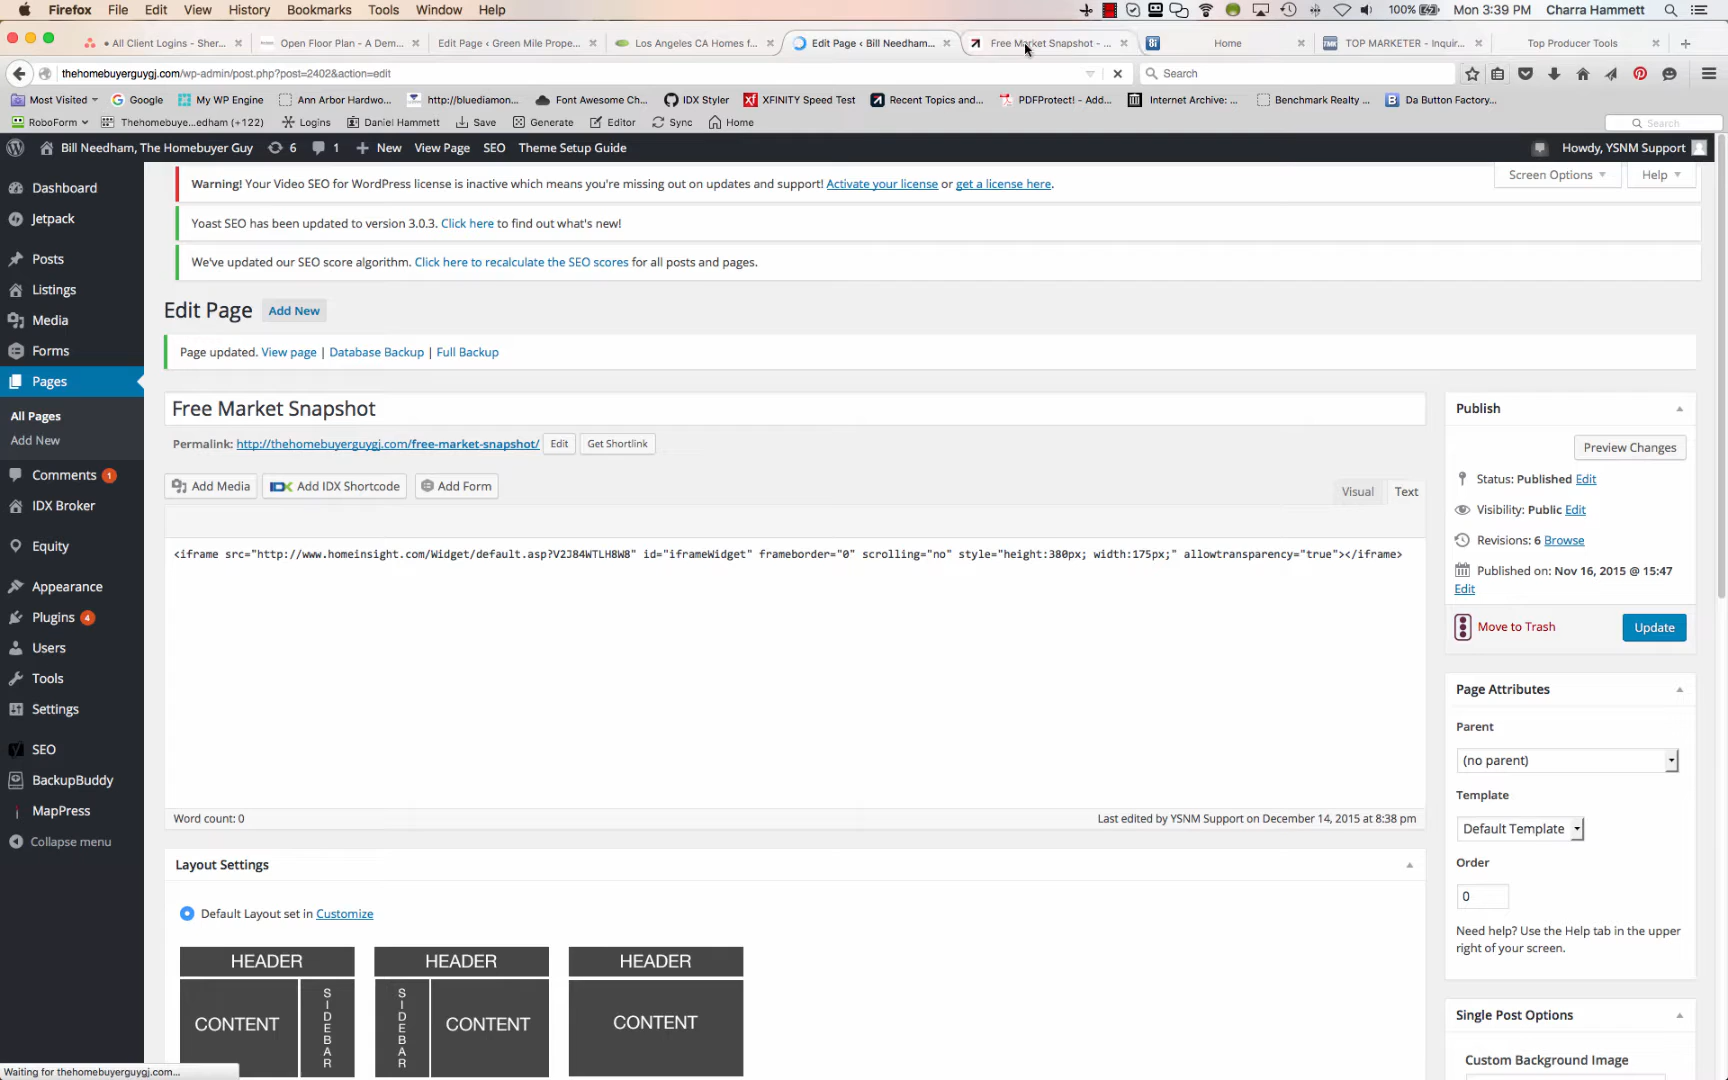 Firefox File Edit View History Bookmarks Tools Window Help 100% Mon 3:39 PM Charra Hammett
• All Client Logins - Sher... Open Floor Plan - A Dem... Edit Page ‹ Green Mile Prope... Los Angeles CA Homes f... Edit Page ‹ Bill Needham,... Free Market Snapshot - ... Home TOP MARKETER - Inquir... Top Producer Tools
thehomebuyerguygj.com/wp-admin/post.php?post=2402&action=edit Search
Most Visited Google My WP Engine Ann Arbor Hardwo... http://bluediamon... Font Awesome Ch... IDX Styler XFINITY Speed Test Recent Topics and... PDFProtect! - Add... Internet Archive: ... Benchmark Realty ... Da Button Factory...
RoboForm Thehomebuye...edham (+122) Logins Daniel Hammett Save Generate Editor Sync Home Search
Bill Needham, The Homebuyer Guy 6 1 New View Page SEO Theme Setup Guide Howdy, YSNM Support
Screen Options Help
Warning! Your Video SEO for WordPress license is inactive which means you're missing out on updates and support! Activate your license or get a license here.
Yoast SEO has been updated to version 3.0.3. Click here to find out what's new!
We've updated our SEO score algorithm. Click here to recalculate the SEO scores for all posts and pages.
Dashboard
Jetpack
Posts
Listings
Media
Forms
Pages
All Pages
Add New
Comments 1
IDX Broker
Equity
Appearance
Plugins 4
Users
Tools
Settings
SEO
BackupBuddy
MapPress
Collapse menu
Edit Page Add New
Page updated. View page | Database Backup | Full Backup
Free Market Snapshot
Permalink: http://thehomebuyerguygj.com/free-market-snapshot/ Edit Get Shortlink
Add Media Add IDX Shortcode Add Form Visual Text
<iframe src="http://www.homeinsight.com/Widget/default.asp?V2J84WTLH8W8" id="iframeWidget" frameborder="0" scrolling="no" style="height:380px; width:175px;" allowtransparency="true"></iframe>
Word count: 0 Last edited by YSNM Support on December 14, 2015 at 8:38 pm
Layout Settings
Default Layout set in Customize
HEADER HEADER HEADER
CONTENT SIDEBAR SIDEBAR CONTENT CONTENT
Publish
Preview Changes
Status: Published Edit
Visibility: Public Edit
Revisions: 6 Browse
Published on: Nov 16, 2015 @ 15:47
Edit
Move to Trash Update
Page Attributes
Parent
(no parent)
Template
Default Template
Order
0
Need help? Use the Help tab in the upper
right of your screen.
Single Post Options
Custom Background Image
Waiting for thehomebuyerguygj.com...